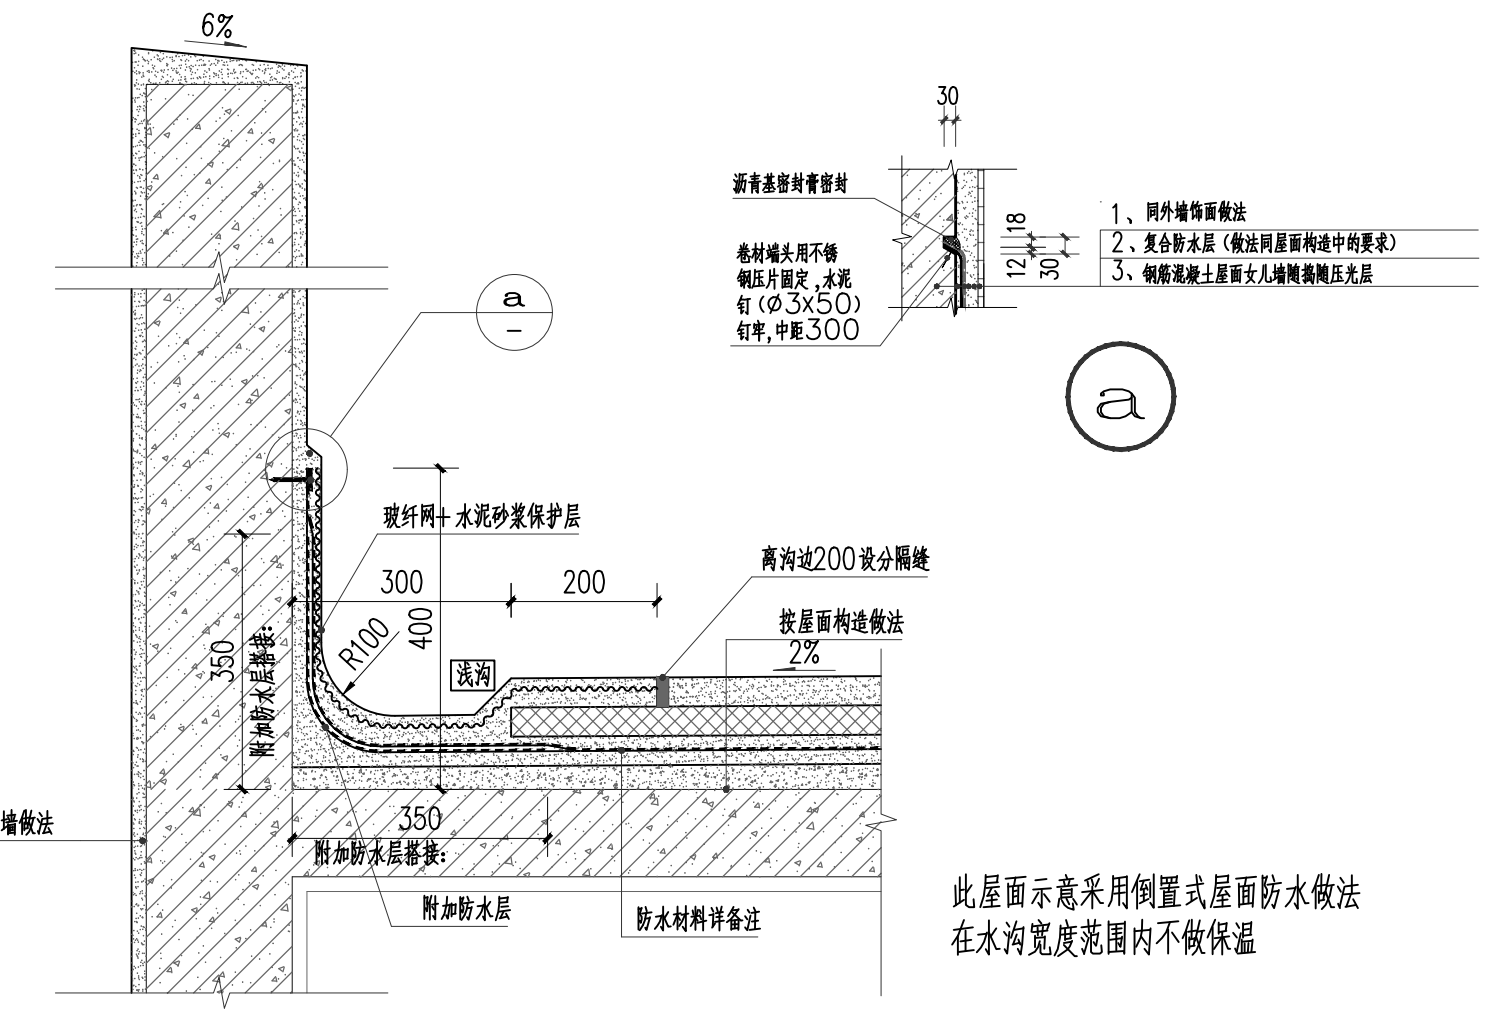 6%
30
沥青基密封膏密封
卷材端头用不锈
钢压片固定,水泥
钉(Ø3X50)
钉牢,中距300
18
12
30
1、同外墙饰面做法
2、复合防水层(做法同屋面构造中的要求)
3、钢筋混凝土屋面女儿墙随捣随压光层
a
–
a
玻纤网+水泥砂浆保护层
300
200
400
R100
350
附加防水层搭接:
浅沟
离沟边200设分隔缝
按屋面构造做法
2%
墙做法
350
附加防水层搭接:
附加防水层
防水材料详备注
此屋面示意采用倒置式屋面防水做法
在水沟宽度范围内不做保温